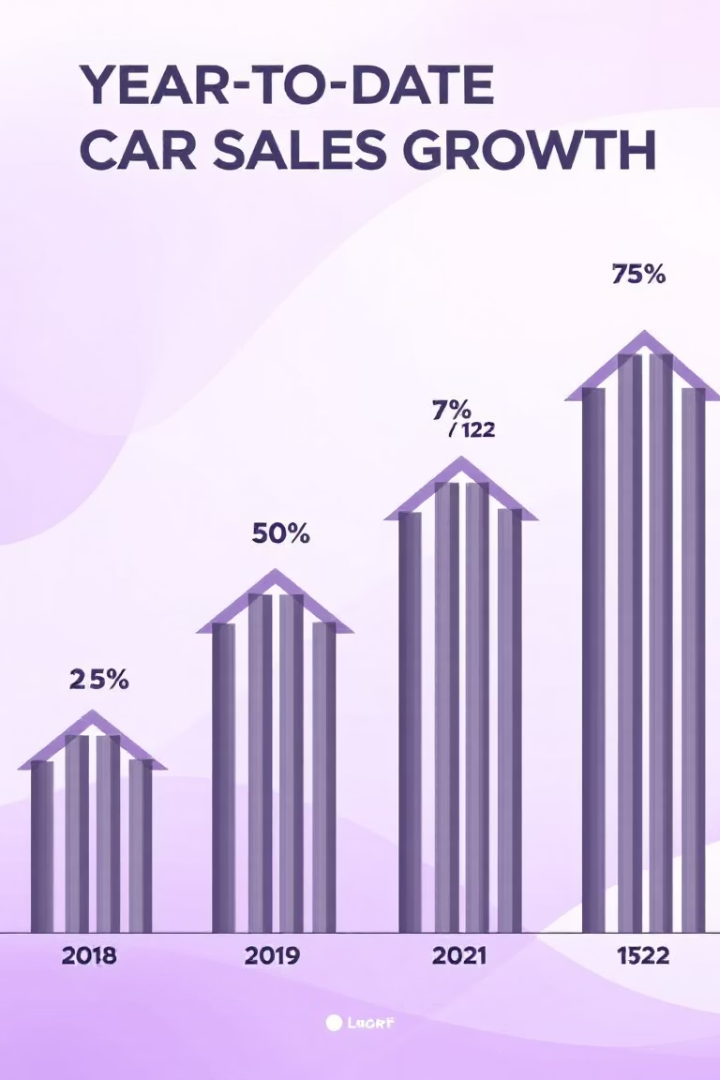 YEAR-TO-DATE
CAR SALES GROWTH
75%
7%
/122
50%
25%
2018 2019 2021 1522